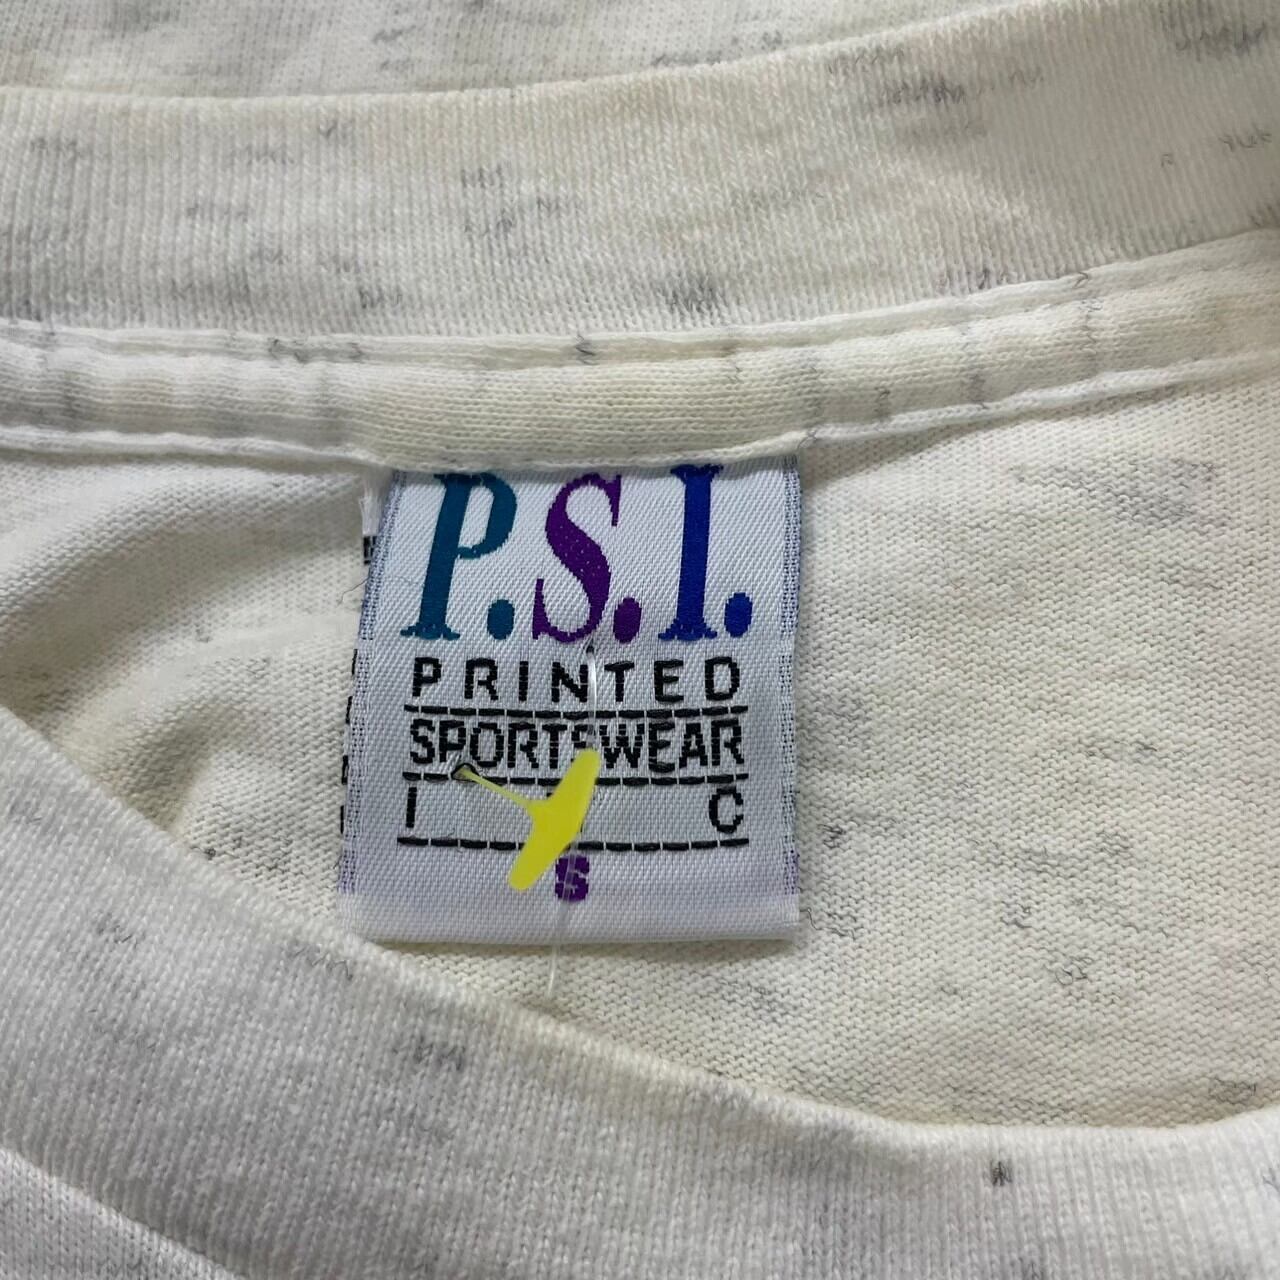 P.S.I.
PRINTED
SPORTSWEAR
I N C
S